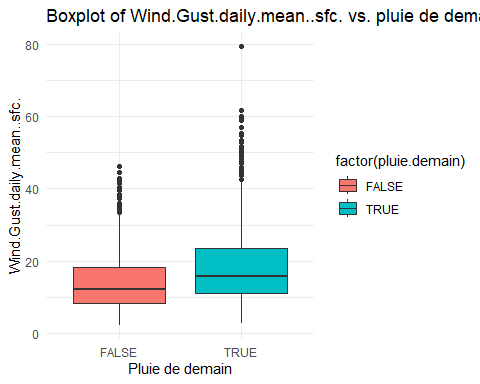 Boxplot of Wind.Gust.daily.mean..sfc. vs. pluie de dema
Wind.Gust.daily.mean..sfc.
80
60
40
20
0
FALSE
TRUE
Pluie de demain
factor(pluie.demain)
FALSE
TRUE